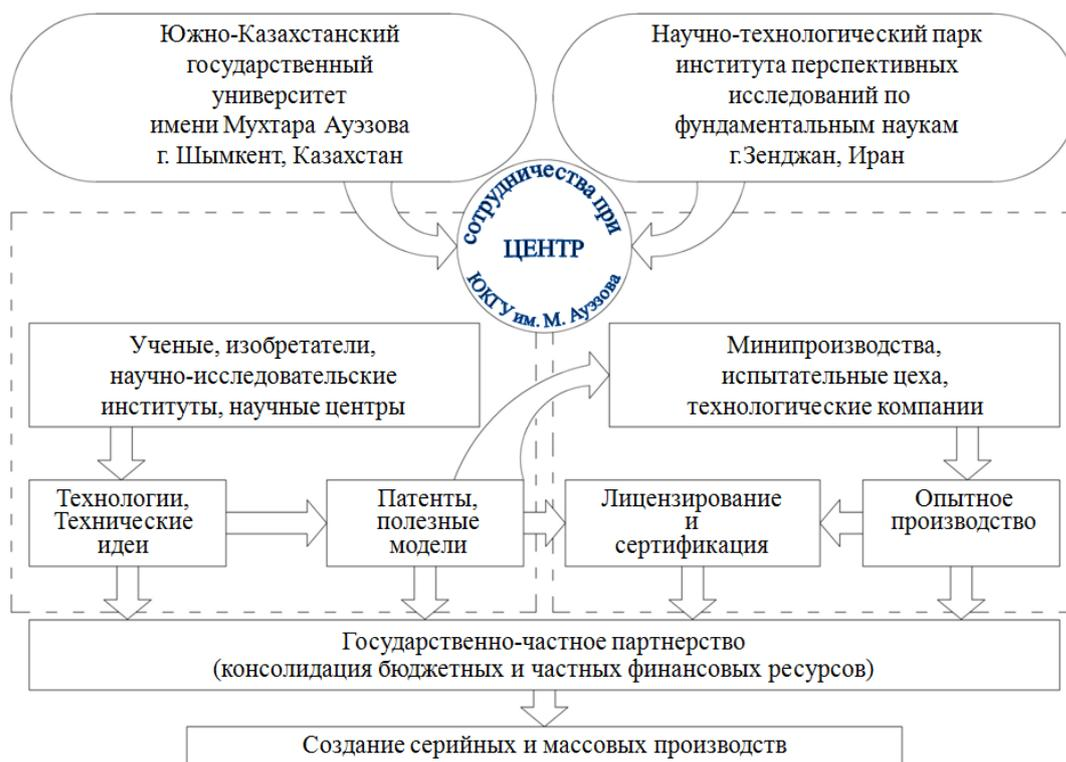 Южно-Казахстанский
государственный
университет
имени Мухтара Ауэзова
г. Шымкент, Казахстан
Научно-технологический парк
института перспективных
исследований по
фундаментальным наукам
г.Зенджан, Иран
сотрудничества при
ЦЕНТР
ЮКГУ им. М. Ауэзова
Ученые, изобретатели,
научно-исследовательские
институты, научные центры
Минипроизводства,
испытательные цеха,
технологические компании
Технологии,
Технические
идеи
Патенты,
полезные
модели
Лицензирование
и
сертификация
Опытное
производство
Государственно-частное партнерство
(консолидация бюджетных и частных финансовых ресурсов)
Создание серийных и массовых производств